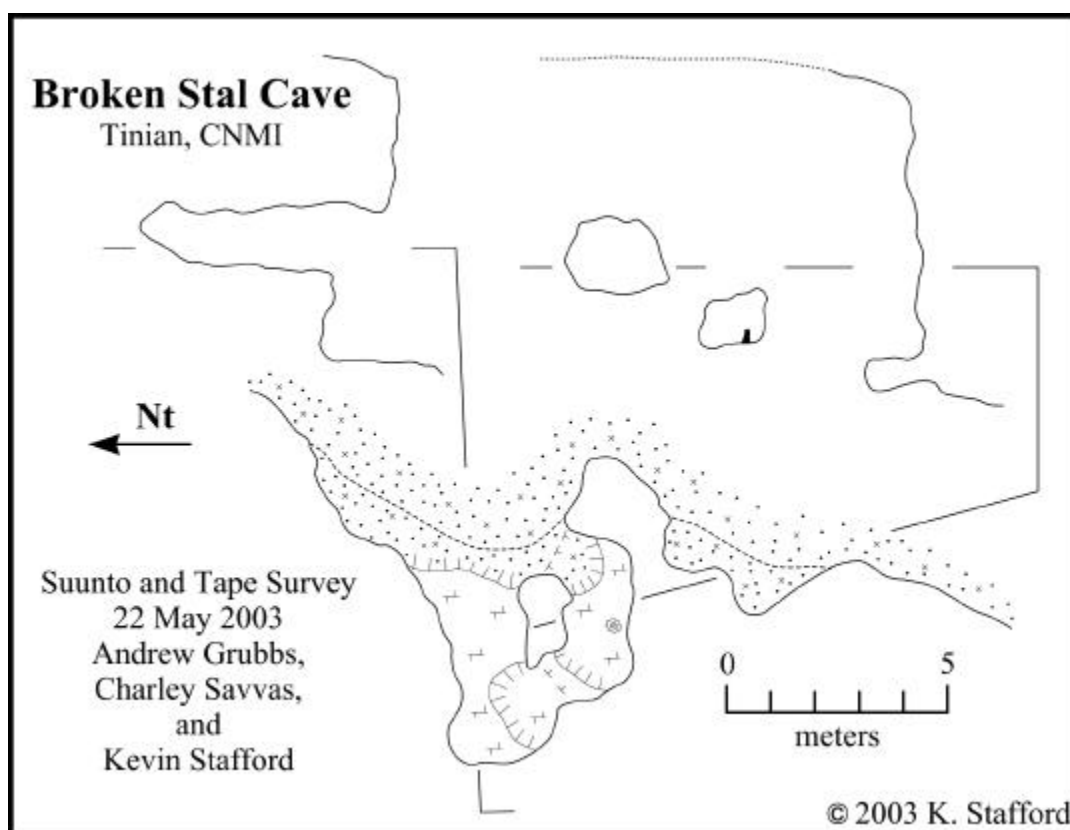 Broken Stal Cave
Tinian, CNMI
Nt
Suunto and Tape Survey
22 May 2003
Andrew Grubbs,
Charley Savvas,
and
Kevin Stafford
0 5
meters
© 2003 K. Stafford